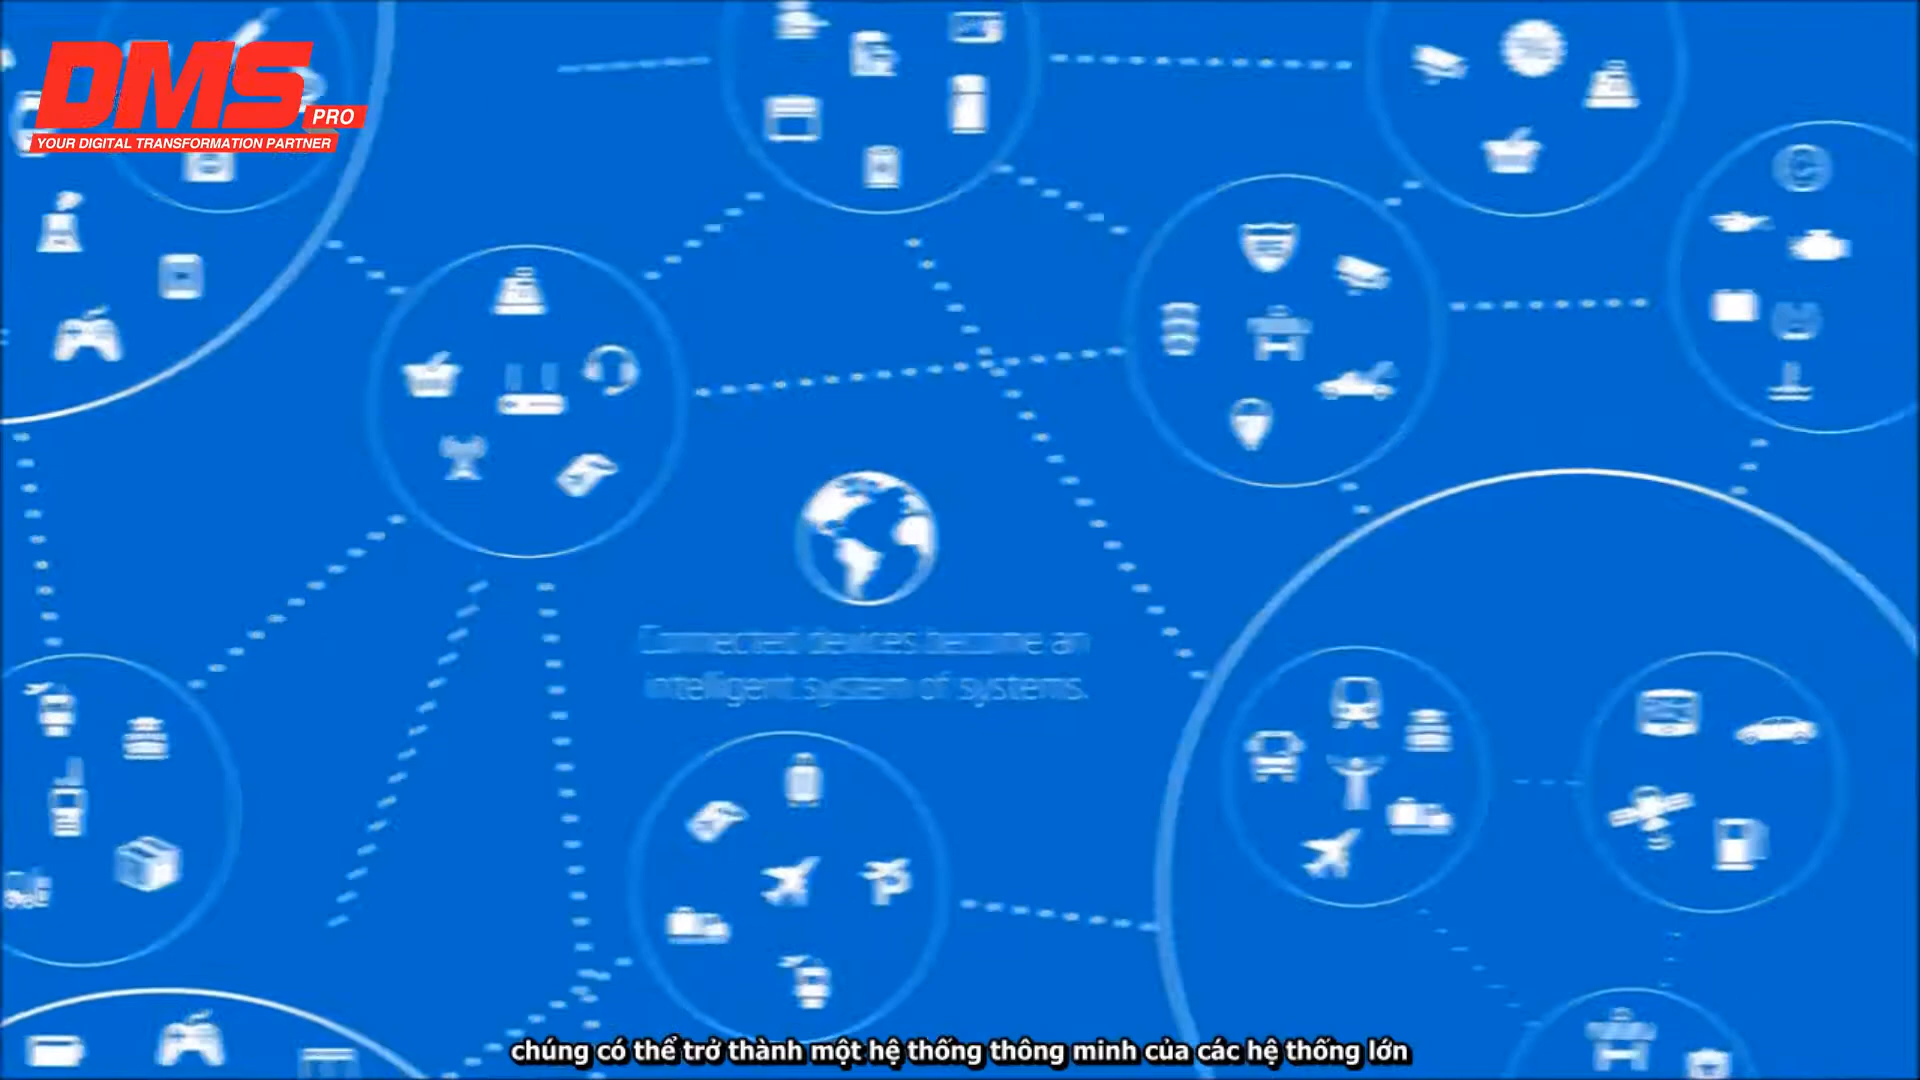 DMS
PRO
YOUR DIGITAL TRANSFORMATION PARTNER
Connected devices become an
intelligent system of systems.
chúng có thể trở thành một hệ thống thông minh của các hệ thống lớn